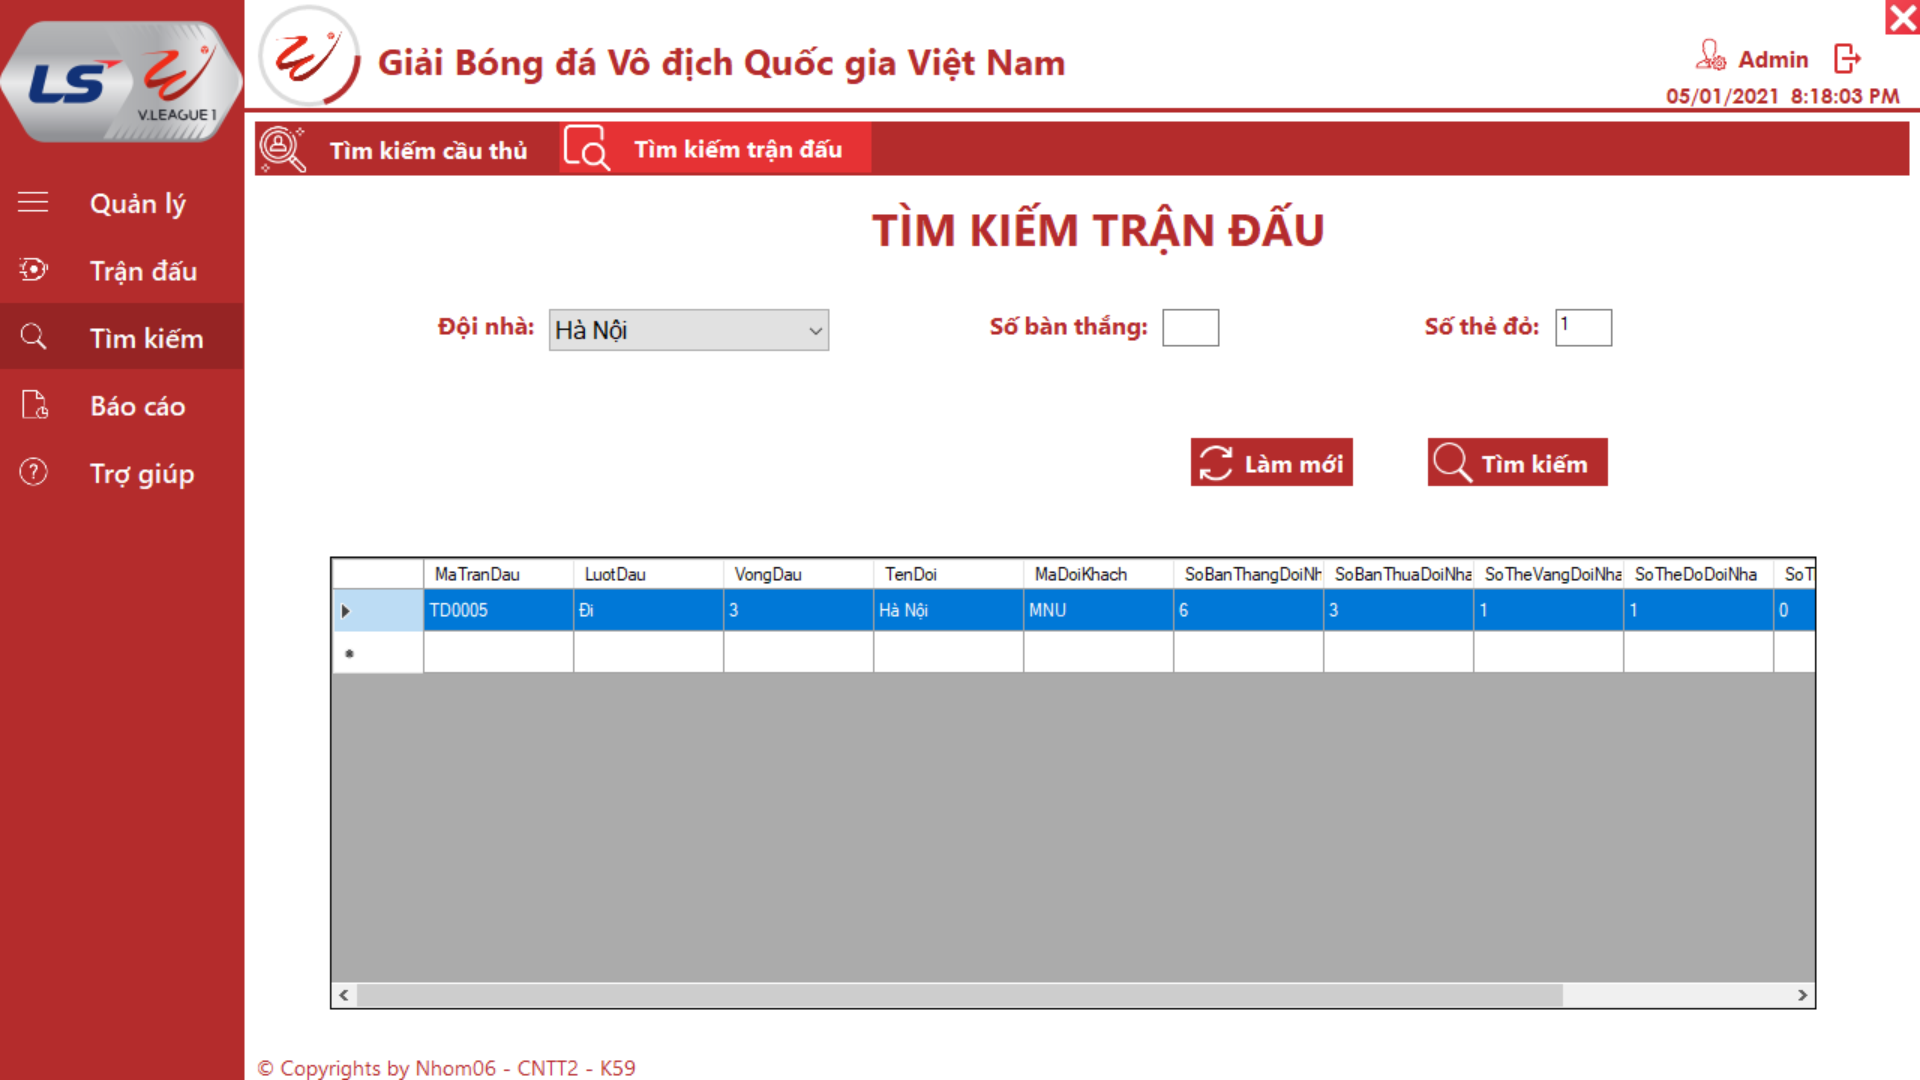 LS
V.LEAGUE 1
Giải Bóng đá Vô địch Quốc gia Việt Nam
Admin
05/01/2021 8:18:03 PM
Tìm kiếm cầu thủ
Tìm kiếm trận đấu
Quản lý
Trận đấu
Tìm kiếm
Báo cáo
Trợ giúp
TÌM KIẾM TRẬN ĐẤU
Đội nhà: Hà Nội
Số bàn thắng:
Số thẻ đỏ: 1
Làm mới
Tìm kiếm
MaTranDau LuotDau VongDau TenDoi MaDoiKhach SoBanThangDoiNh SoBanThuaDoiNha SoTheVangDoiNha SoTheDoDoiNha SoT
TD0005 Đi 3 Hà Nội MNU 6 3 1 1 0
© Copyrights by Nhom06 - CNTT2 - K59